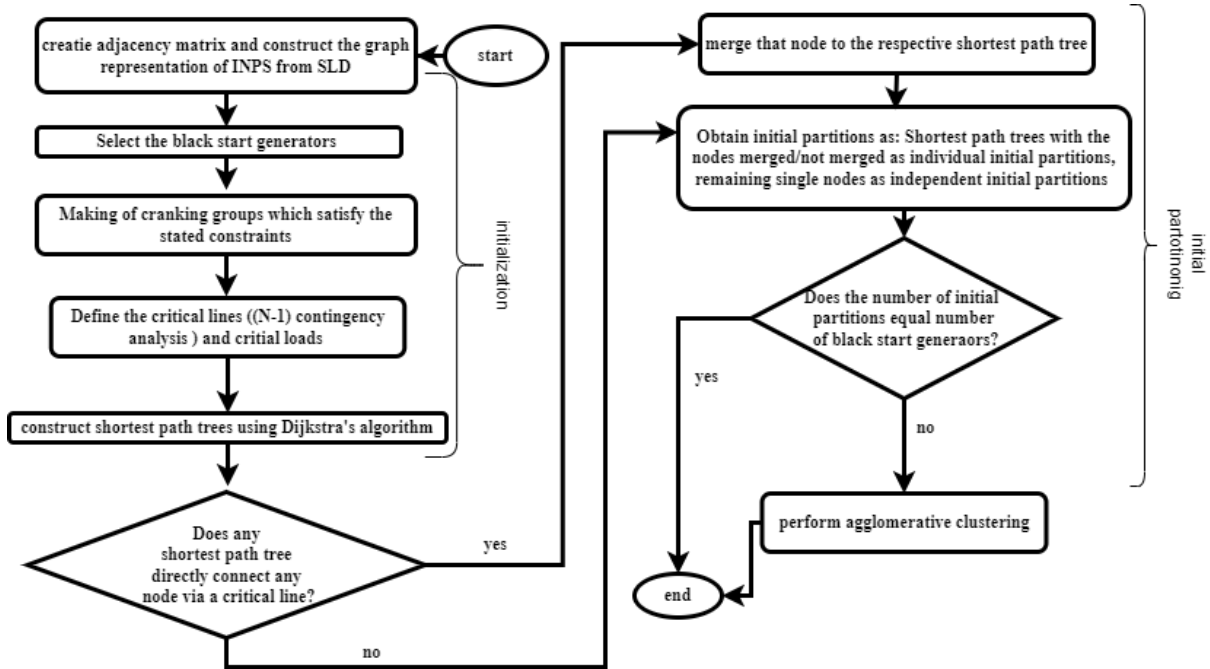 start
creatie adjacency matrix and construct the graph
representation of INPS from SLD
Select the black start generators
Making of cranking groups which satisfy the
stated constraints
Define the critical lines ((N-1) contingency
analysis ) and critial loads
construct shortest path trees using Dijkstra's algorithm
initialization
Does any
shortest path tree
directly connect any
node via a critical line?
yes
no
merge that node to the respective shortest path tree
Obtain initial partitions as: Shortest path trees with the
nodes merged/not merged as individual initial partitions,
remaining single nodes as independent initial partitions
Does the number of initial
partitions equal number
of black start generaors?
yes
no
perform agglomerative clustering
end
initial
partotinonig